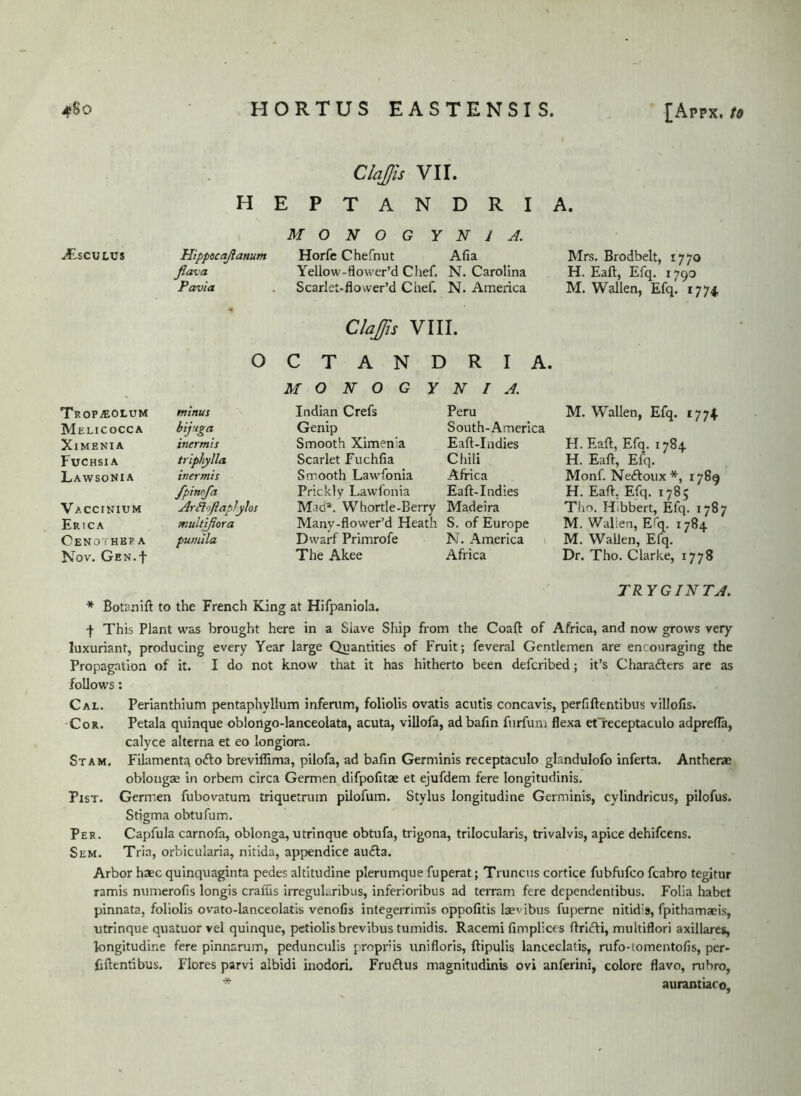 480 HORTUS EASTENSIS. [APPX. to
Claſſis VII.
H E P T A N D R I A.
M O N O G Y N I A.
ÆSCULUS Hippocaſtanum Horſe Cheſnut Aſia Mrs. Brodbelt, 1770
flava Yellow-flower'd Cheſ. N. Carolina H. Eaſt, Eſq. 1790
Pavia Scarlet-flower'd Cheſ. N. America M. Wallen, Eſq. 1774
Claſſis VIII.
O C T A N D R I A.
M O N O G Y N I A.
TROPÆOLUM minus Indian Creſs Peru M. Wallen, Eſq. 1774
MELICOCCA bijuga Genip South-America
XIMENIA inermis Smooth Ximenia Eaſt-Indies H. Eaſt, Eſq. 1784
FUCHSIA triphylla Scarlet Fuchſia Chili H. Eaſt, Eſq.
LAWSONIA inermis Smooth Lawſonia Africa Monſ. Nectoux *, 1789
ſpinoſa Prickly Lawſonia Eaſt-Indies H. Eaſt, Eſq. 1785
VACCINIUM Arctoſtaphylos Madª. Whortle-Berry Madeira Tho. Hibbert, Eſq. 1787
ERICA multiflora Many-flower'd Heath S. of Europe M. Wallen, Eſq. 1784
OENOTHERA pumila Dwarf Primroſe N. America M. Wallen, Eſq.
NOV. GEN.† The Akee Africa Dr. Tho. Clarke, 1778
TRYGINTA.
* Botaniſt to the French King at Hiſpaniola.
† This Plant was brought here in a Slave Ship from the Coaſt of Africa, and now grows very
luxuriant, producing every Year large Quantities of Fruit; ſeveral Gentlemen are encouraging the
Propagation of it. I do not know that it has hitherto been deſcribed; it's Characters are as
follows:
CAL. Perianthium pentaphyllum inferum, foliolis ovatis acutis concavis, perſiſtentibus villoſis.
COR. Petala quinque oblongo-lanceolata, acuta, villoſa, ad baſin ſurſum flexa et receptaculo adpreſſa,
calyce alterna et eo longiora.
STAM. Filamenta octo breviſſima, piloſa, ad baſin Germinis receptaculo glanduloſo inſerta. Antheræ
oblongæ in orbem circa Germen diſpoſitæ et ejuſdem fere longitudinis.
PIST. Germen ſubovatum triquetrum piloſum. Stylus longitudine Germinis, cylindricus, piloſus.
Stigma obtuſum.
PER. Capſula carnoſa, oblonga, utrinque obtuſa, trigona, trilocularis, trivalvis, apice dehiſcens.
SEM. Tria, orbicularia, nitida, appendice aucta.
Arbor hæc quinquaginta pedes altitudine plerumque ſuperat; Truncus cortice ſubfuſco ſcabro tegitur
ramis numeroſis longis craſſis irregularibus, inferioribus ad terram fere dependentibus. Folia habet
pinnata, foliolis ovato-lanceolatis venoſis integerrimis oppoſitis lævibus ſuperne nitidis, ſpithamæis,
utrinque quatuor vel quinque, petiolis brevibus tumidis. Racemi ſimplices ſtricti, multiflori axillares,
longitudine fere pinnarum, pedunculis propriis unifloris, ſtipulis lanceolatis, rufo-tomentoſis, per-
ſiſtentibus. Flores parvi albidi inodori. Fructus magnitudinis ovi anſerini, colore flavo, rubro,
* aurantiaco,